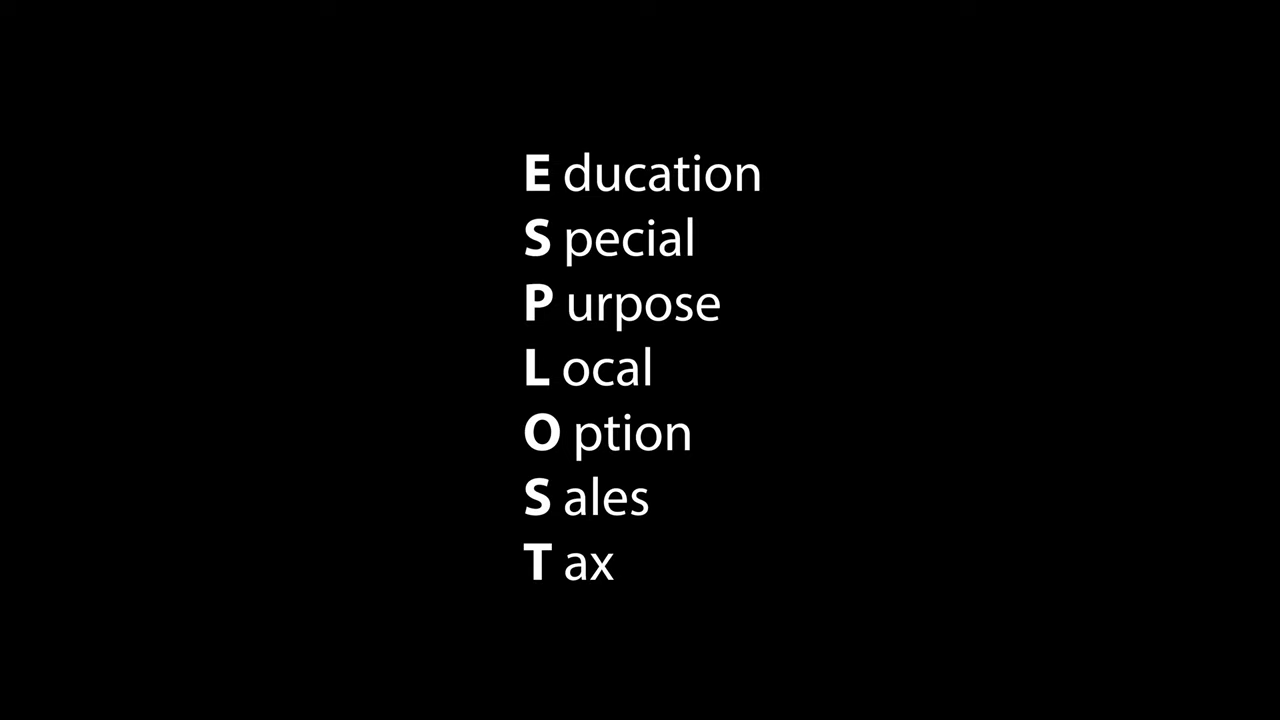 E ducation
S pecial
P urpose
L ocal
O ption
S ales
T ax